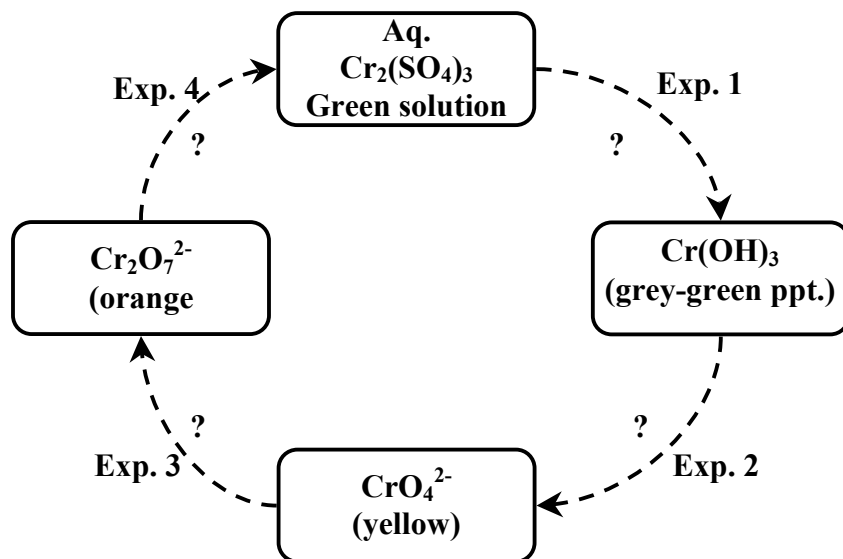 Aq.
Cr₂(SO₄)₃
Green solution
Exp. 1
?
Cr(OH)₃
(grey-green ppt.)
?
Exp. 2
CrO₄²⁻
(yellow)
?
Exp. 3
Cr₂O₇²⁻
(orange
Exp. 4
?